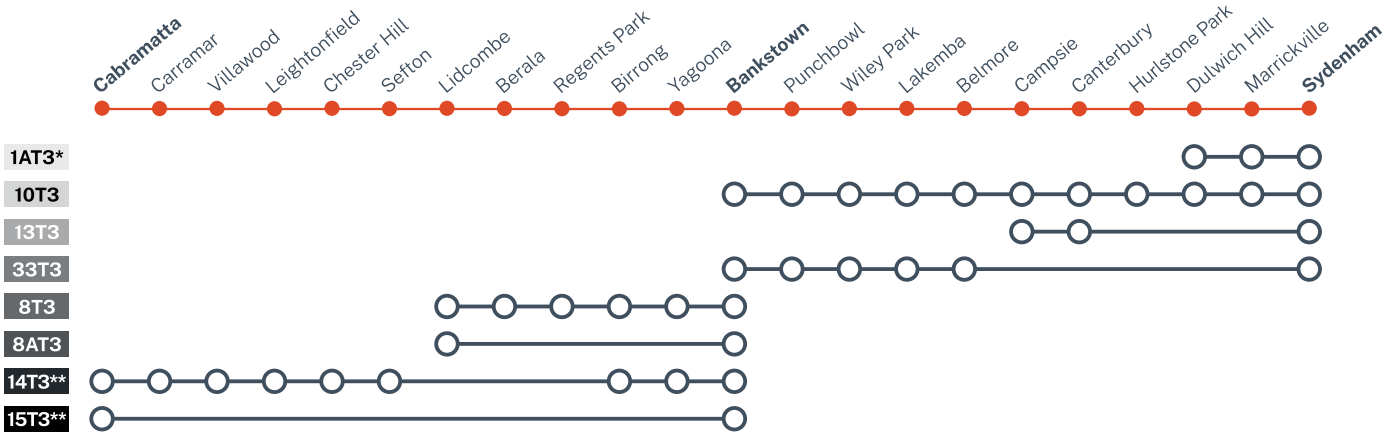 Cabramatta
Carramar
Villawood
Leightonfield
Chester Hill
Sefton
Lidcombe
Berala
Regents Park
Birrong
Yagoona
Bankstown
Punchbowl
Wiley Park
Lakemba
Belmore
Campsie
Canterbury
Hurlstone Park
Dulwich Hill
Marrickville
Sydenham
1AT3*
10T3
13T3
33T3
8T3
8AT3
14T3**
15T3**